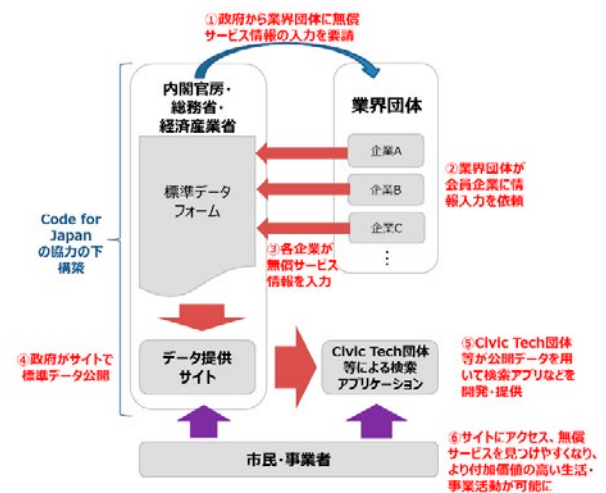 ①政府から業界団体に無償
サービス情報の入力を要請
内閣官房・
総務省・
経済産業省
業界団体
標準データ
フォーム
企業A
企業B
企業C
⋮
②業界団体が
会員企業に情
報入力を依頼
Code for
Japan
の協力の下
構築
③各企業が
無償サービス
情報を入力
④政府がサイトで
標準データ公開
データ提供
サイト
Civic Tech団体
等による検索
アプリケーション
⑤Civic Tech団体
等が公開データを用
いて検索アプリなどを
開発・提供
市民・事業者
⑥サイトにアクセス、無償
サービスを見つけやすくなり、
より付加価値の高い生活・
事業活動が可能に